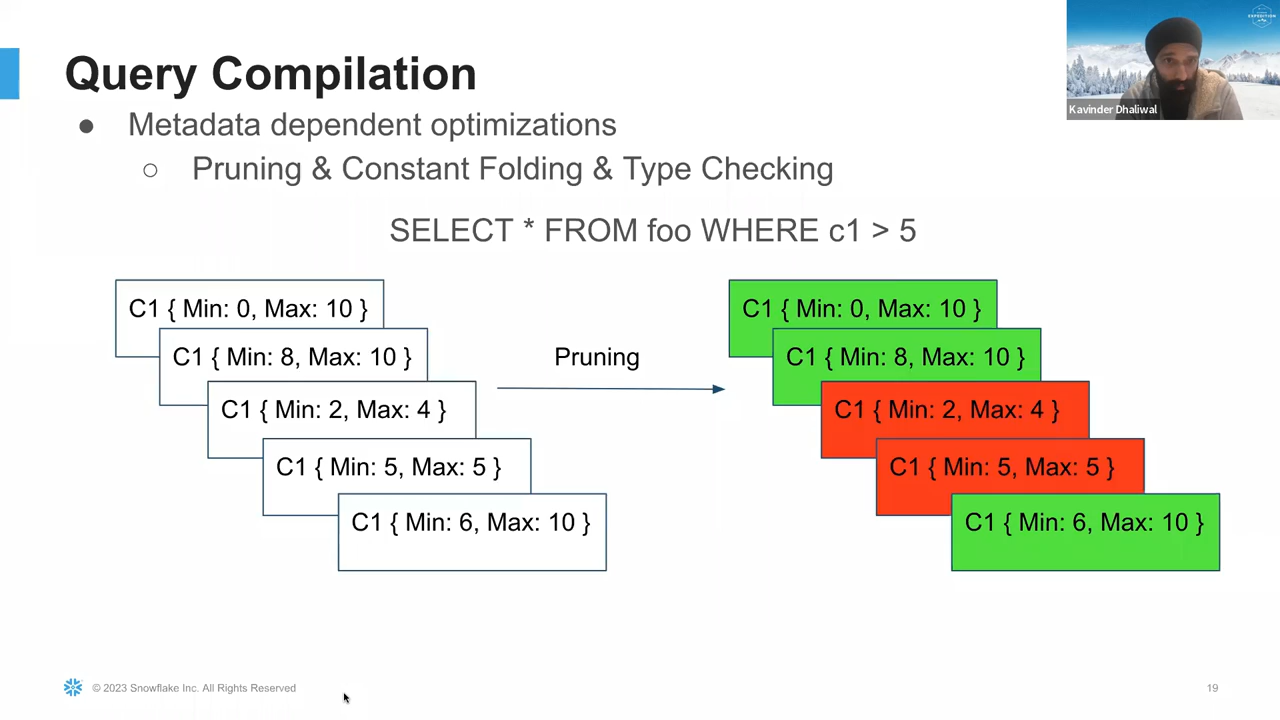 Query Compilation
● Metadata dependent optimizations
○ Pruning & Constant Folding & Type Checking
SELECT * FROM foo WHERE c1 > 5
C1 { Min: 0, Max: 10 }
C1 { Min: 8, Max: 10 }
C1 { Min: 2, Max: 4 }
C1 { Min: 5, Max: 5 }
C1 { Min: 6, Max: 10 }
Pruning
C1 { Min: 0, Max: 10 }
C1 { Min: 8, Max: 10 }
C1 { Min: 2, Max: 4 }
C1 { Min: 5, Max: 5 }
C1 { Min: 6, Max: 10 }
Kavinder Dhaliwal
EXPEDITION
© 2023 Snowflake Inc. All Rights Reserved
19